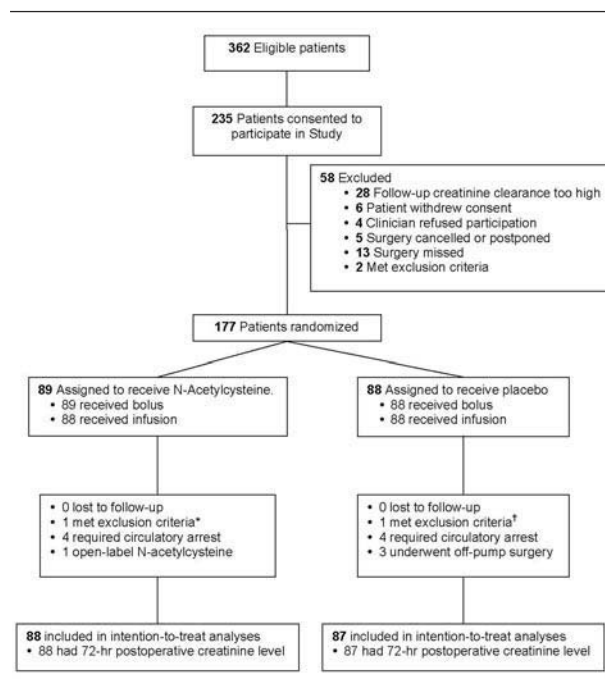 362 Eligible patients
235 Patients consented to
participate in Study
58 Excluded
• 28 Follow-up creatinine clearance too high
• 6 Patient withdrew consent
• 4 Clinician refused participation
• 5 Surgery cancelled or postponed
• 13 Surgery missed
• 2 Met exclusion criteria
177 Patients randomized
89 Assigned to receive N-Acetylcysteine.
• 89 received bolus
• 88 received infusion
88 Assigned to receive placebo
• 88 received bolus
• 88 received infusion
• 0 lost to follow-up
• 1 met exclusion criteria*
• 4 required circulatory arrest
• 1 open-label N-acetylcysteine
• 0 lost to follow-up
• 1 met exclusion criteria†
• 4 required circulatory arrest
• 3 underwent off-pump surgery
88 included in intention-to-treat analyses
• 88 had 72-hr postoperative creatinine level
87 included in intention-to-treat analyses
• 87 had 72-hr postoperative creatinine level